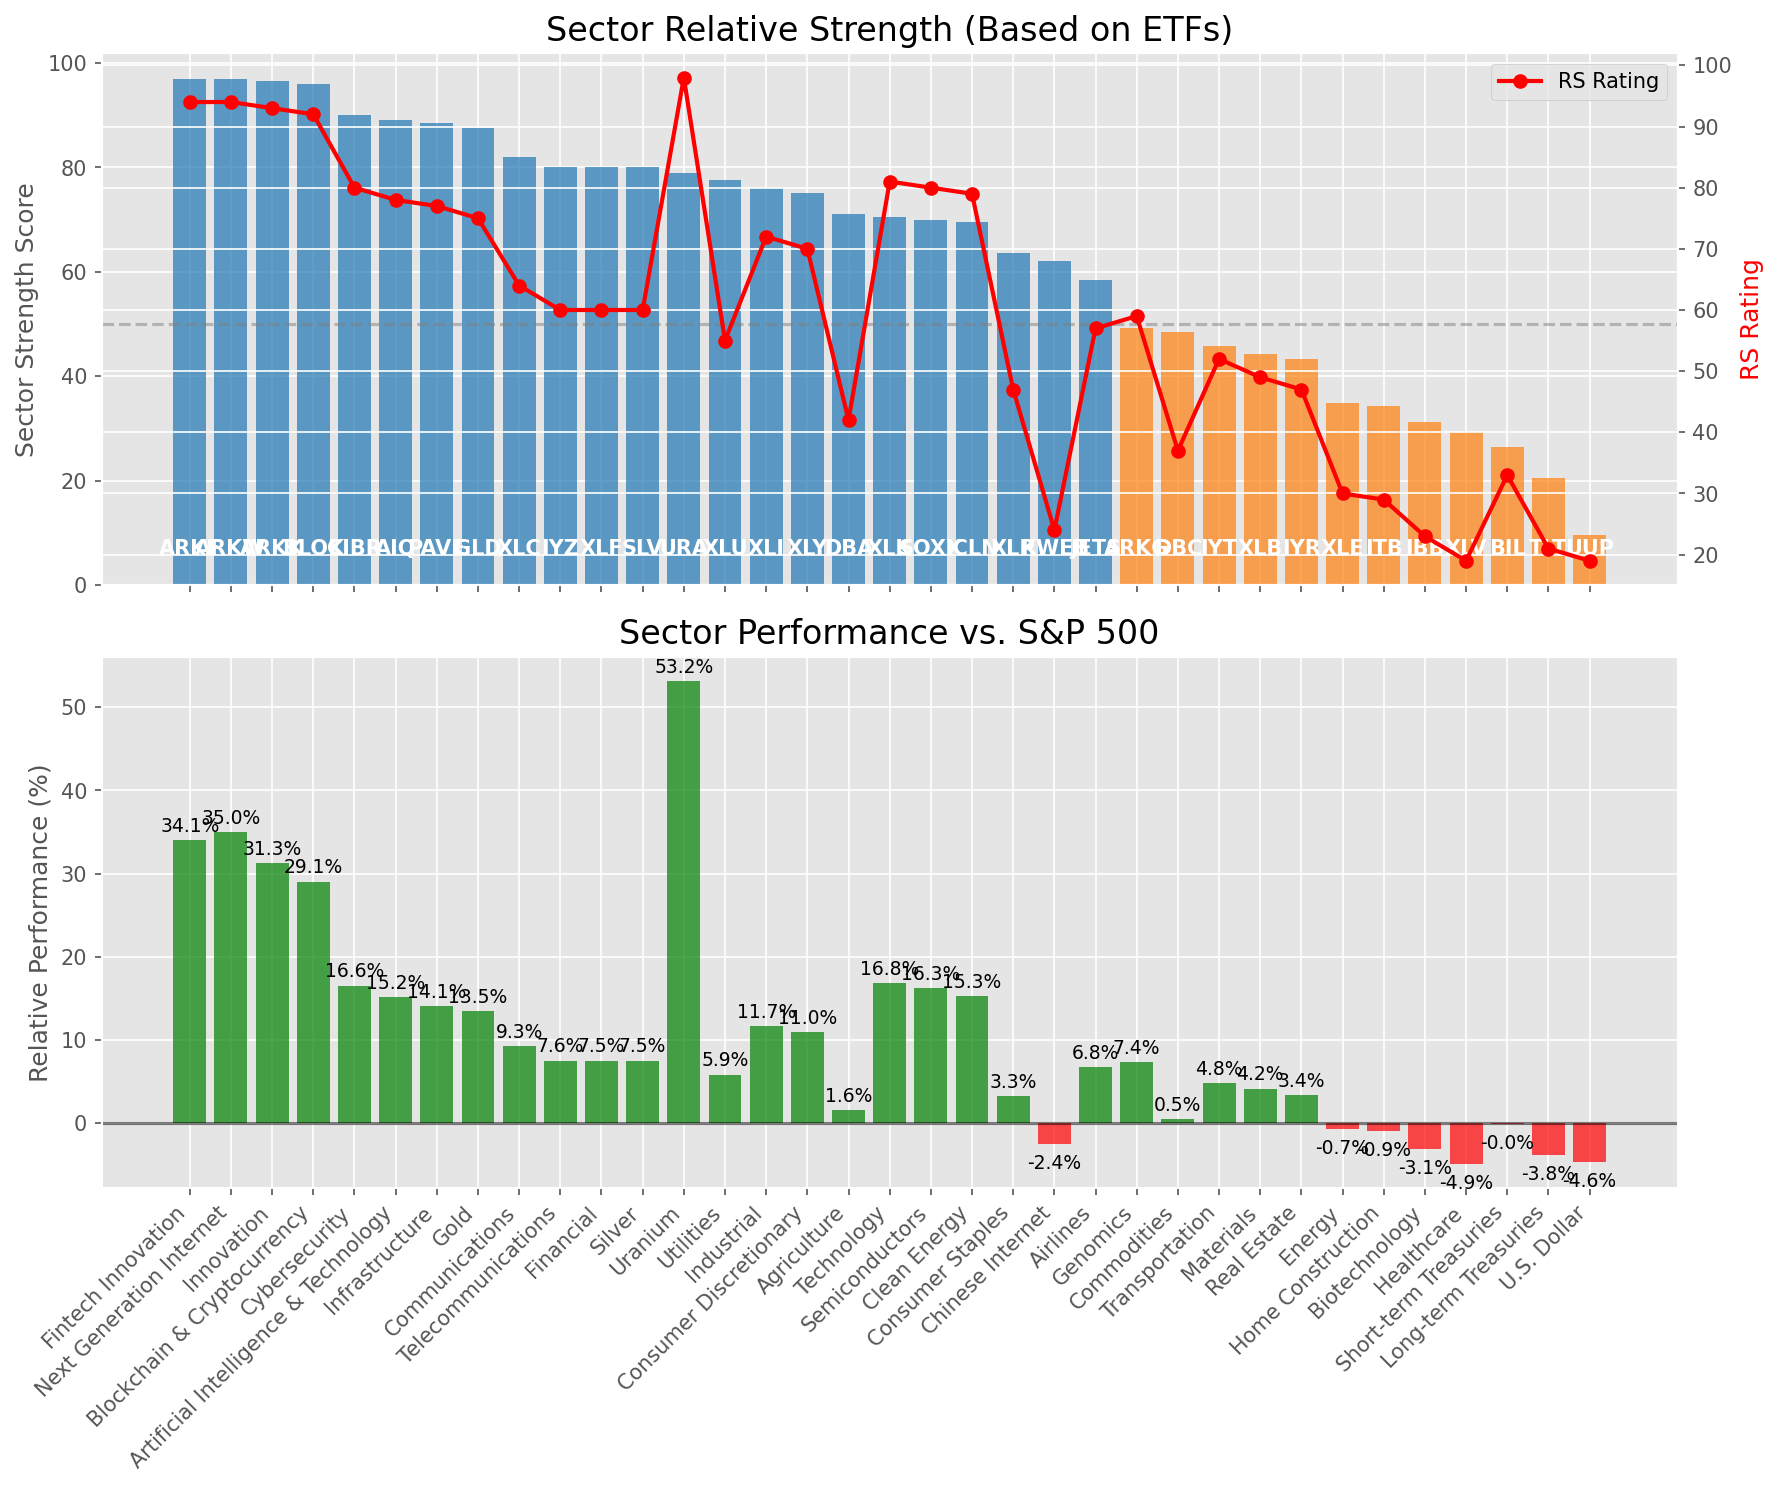 Sector Relative Strength (Based on ETFs)
Sector Strength Score
100
80
60
40
20
0
RS Rating
100
90
80
70
60
50
40
30
20
RS Rating
GLD
XLC
IYZ
XLF
SLV
URA
XLU
XLI
XLY
DBA
IYT
XLB
IYR
XLE
ITB
BIL
UUP
Sector Performance vs. S&P 500
Relative Performance (%)
50
40
30
20
10
0
34.1%
35.0%
31.3%
29.1%
16.6%
15.2%
14.1%
13.5%
9.3%
7.6%
7.5%
7.5%
53.2%
5.9%
11.7%
11.0%
1.6%
16.8%
16.3%
15.3%
3.3%
-2.4%
6.8%
7.4%
0.5%
4.8%
4.2%
3.4%
-0.7%
-0.9%
-3.1%
-4.9%
-0.0%
-3.8%
-4.6%
Fintech Innovation
Next Generation Internet
Innovation
Blockchain & Cryptocurrency
Cybersecurity
Artificial Intelligence & Technology
Infrastructure
Gold
Communications
Telecommunications
Financial
Silver
Uranium
Utilities
Industrial
Consumer Discretionary
Agriculture
Technology
Semiconductors
Clean Energy
Consumer Staples
Chinese Internet
Airlines
Genomics
Commodities
Transportation
Materials
Real Estate
Energy
Home Construction
Biotechnology
Healthcare
Short-term Treasuries
Long-term Treasuries
U.S. Dollar